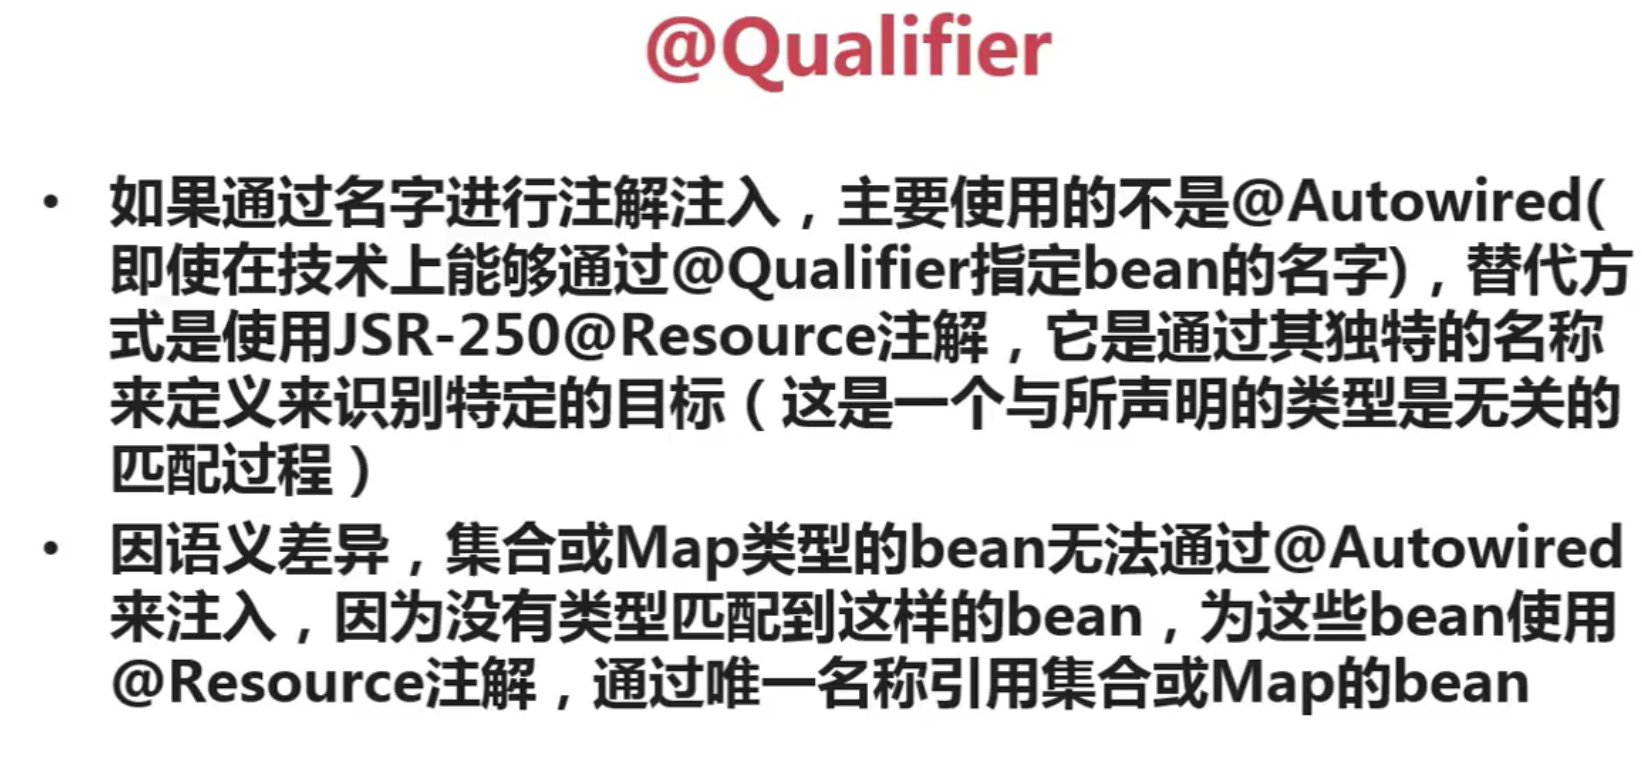 @Qualifier
• 如果通过名字进行注解注入，主要使用的不是@Autowired(
即使在技术上能够通过@Qualifier指定bean的名字)，替代方
式是使用JSR-250@Resource注解，它是通过其独特的名称
来定义来识别特定的目标（这是一个与所声明的类型是无关的
匹配过程）
• 因语义差异，集合或Map类型的bean无法通过@Autowired
来注入，因为没有类型匹配到这样的bean，为这些bean使用
@Resource注解，通过唯一名称引用集合或Map的bean